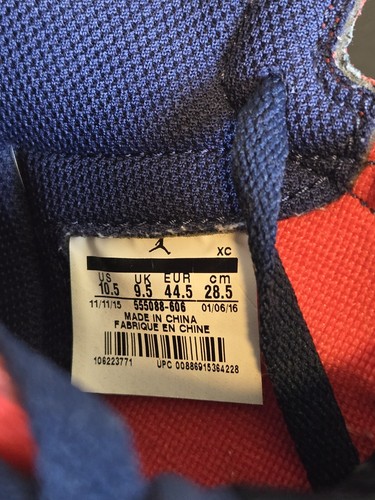 XC
US UK EUR cm
10.5 9.5 44.5 28.5
11/11/15 555088-606 01/06/16
MADE IN CHINA
FABRIQUE EN CHINE
106223771 UPC 00886915364228